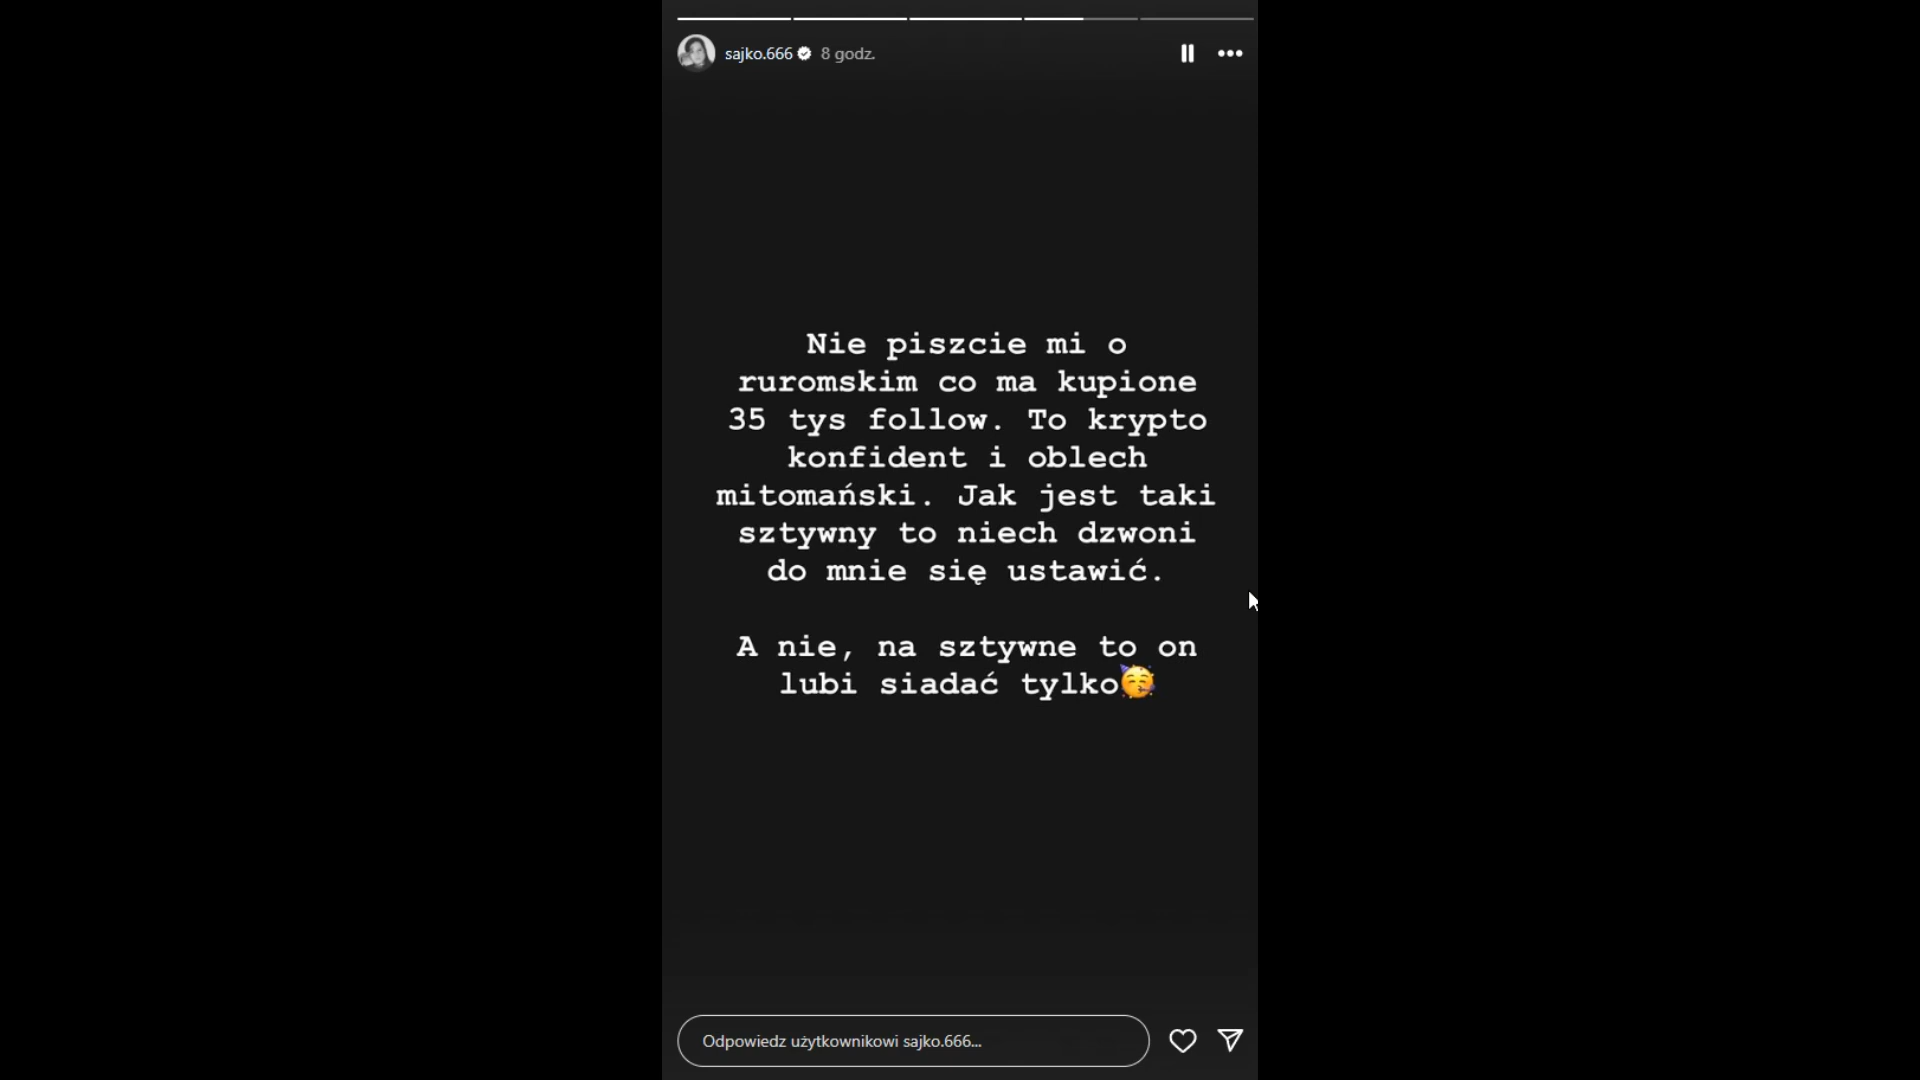 sajko.666 8 godz.
Nie piszcie mi o
ruromskim co ma kupione
35 tys follow. To krypto
konfident i oblech
mitomański. Jak jest taki
sztywny to niech dzwoni
do mnie się ustawić.
A nie, na sztywne to on
lubi siadać tylko🥳
Odpowiedz użytkownikowi sajko.666...